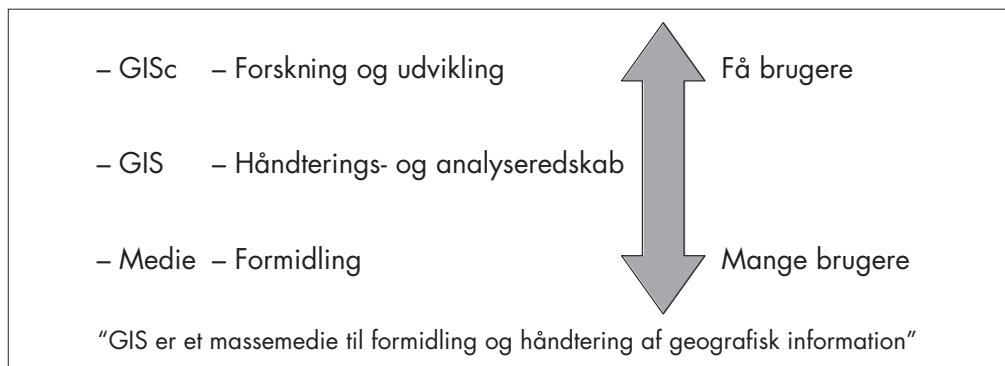 – GISc – Forskning og udvikling Få brugere
– GIS – Håndterings- og analyseredskab
– Medie – Formidling Mange brugere
“GIS er et massemedie til formidling og håndtering af geografisk information”